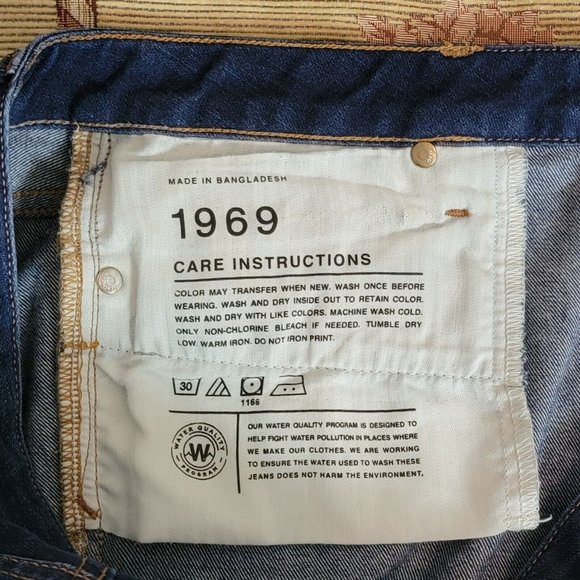 MADE IN BANGLADESH
1969
CARE INSTRUCTIONS
COLOR MAY TRANSFER WHEN NEW. WASH ONCE BEFORE
WEARING. WASH AND DRY INSIDE OUT TO RETAIN COLOR.
WASH AND DRY WITH LIKE COLORS. MACHINE WASH COLD.
ONLY NON-CHLORINE BLEACH IF NEEDED. TUMBLE DRY
LOW. WARM IRON. DO NOT IRON PRINT.
30
1166
WATER QUALITY
W
PROGRAM
OUR WATER QUALITY PROGRAM IS DESIGNED TO
HELP FIGHT WATER POLLUTION IN PLACES WHERE
WE MAKE OUR CLOTHES. WE ARE WORKING
TO ENSURE THE WATER USED TO WASH THESE
JEANS DOES NOT HARM THE ENVIRONMENT.